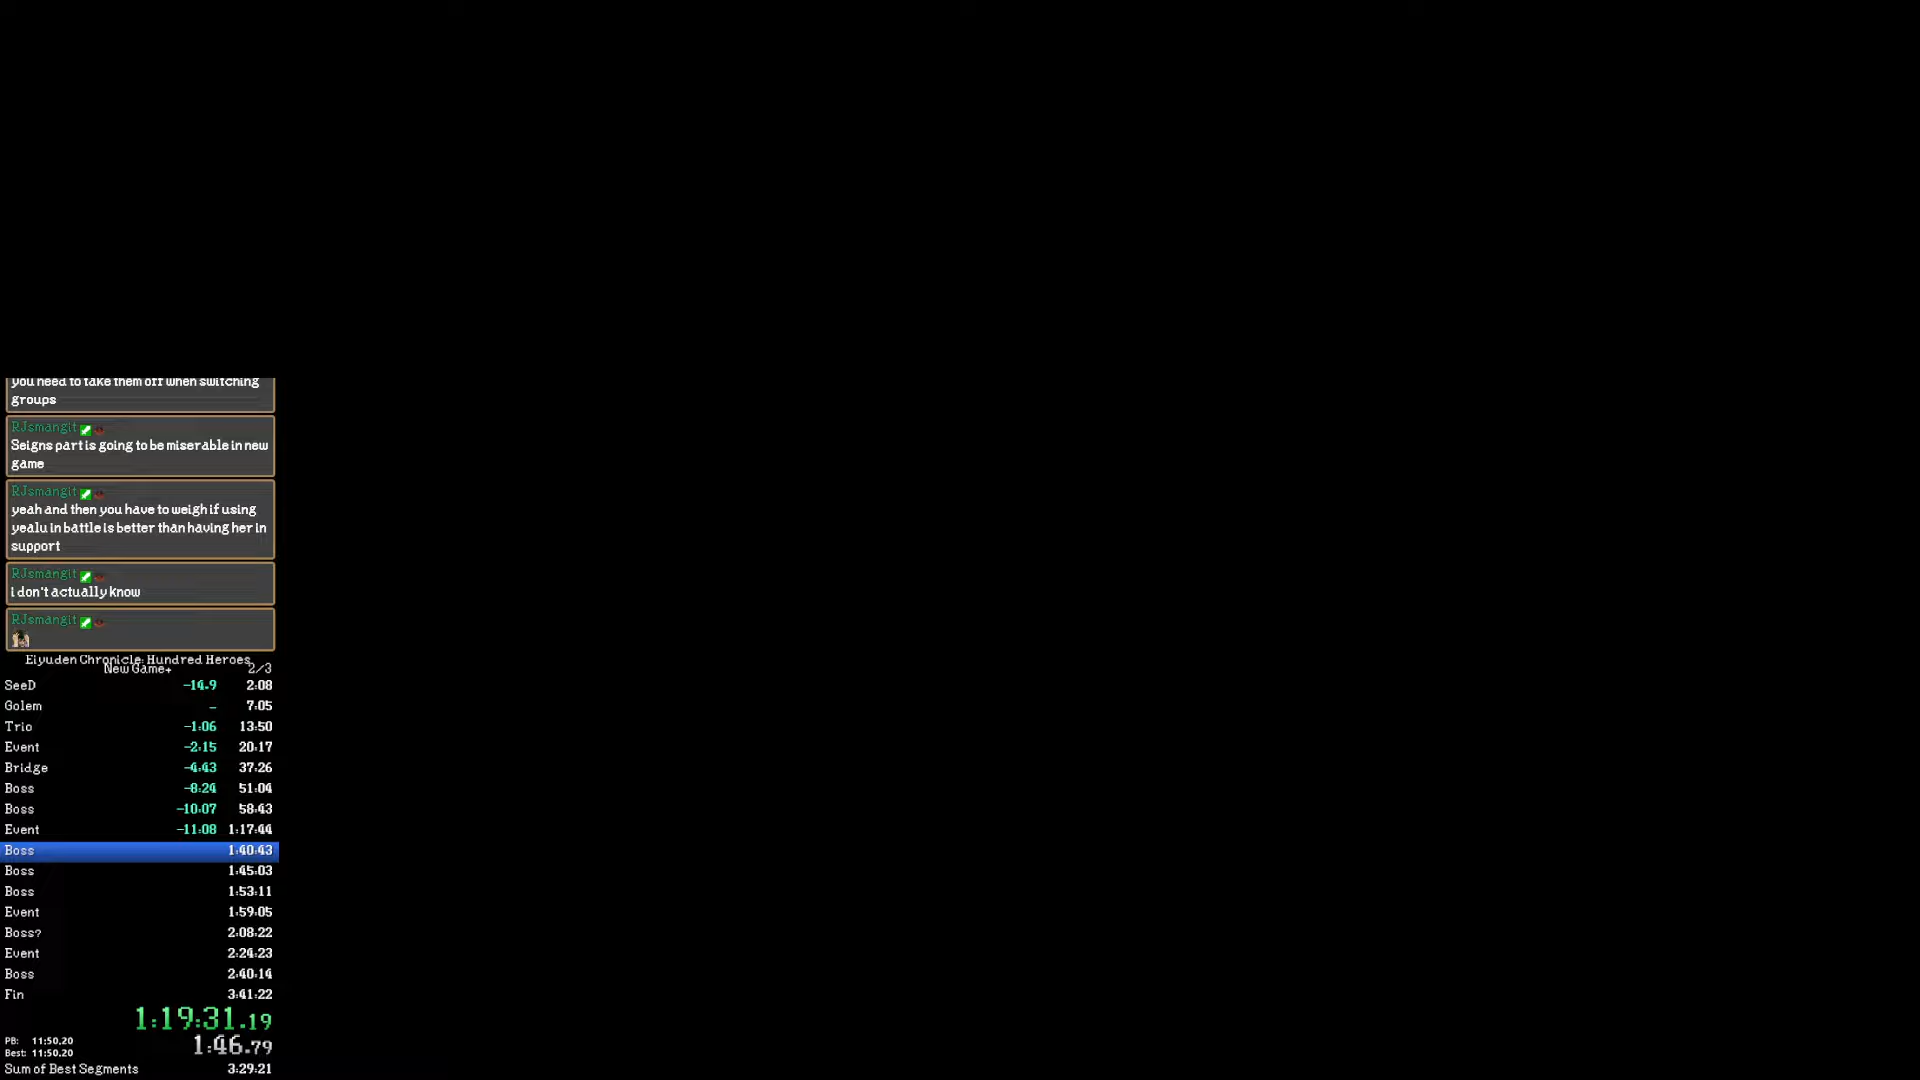 you need to take them off when switching
groups
RJsmangit
Seigns part is going to be miserable in new
game
RJsmangit
yeah and then you have to weigh if using
yealu in battle is better than having her in
support
RJsmangit
i don't actually know
RJsmangit
Eiyuden Chronicle: Hundred Heroes
New Game+ 2/3
SeeD -14.9 2:08
Golem - 7:05
Trio -1:06 13:50
Event -2:15 20:17
Bridge -4:43 37:26
Boss -8:24 51:04
Boss -10:07 58:43
Event -11:08 1:17:44
Boss 1:40:43
Boss 1:45:03
Boss 1:53:11
Event 1:59:05
Boss? 2:08:22
Event 2:24:23
Boss 2:40:14
Fin 3:41:22
1:19:31.19
PB: 11:50.20 1:46.79
Best: 11:50.20
Sum of Best Segments 3:29:21